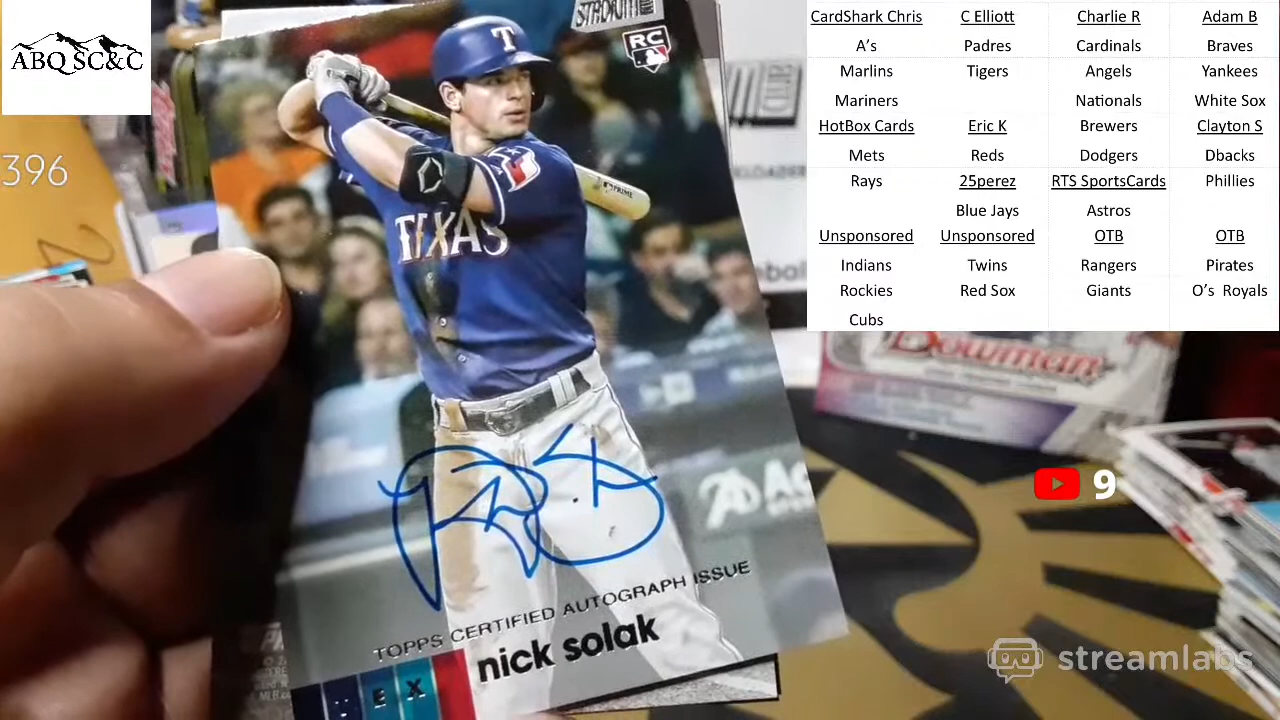 ABQ SC&C
396
STADIUM
RC
T
TEXAS
PRIME
TOPPS CERTIFIED AUTOGRAPH ISSUE
nick solak
TEX
CardShark Chris
A's
Marlins
Mariners
HotBox Cards
Mets
Rays
Unsponsored
Indians
Rockies
Cubs
C Elliott
Padres
Tigers
Eric K
Reds
25perez
Blue Jays
Unsponsored
Twins
Red Sox
Charlie R
Cardinals
Angels
Nationals
Brewers
Dodgers
RTS SportsCards
Astros
OTB
Rangers
Giants
Adam B
Braves
Yankees
White Sox
Clayton S
Dbacks
Phillies
OTB
Pirates
O's Royals
Bowman
9
streamlabs